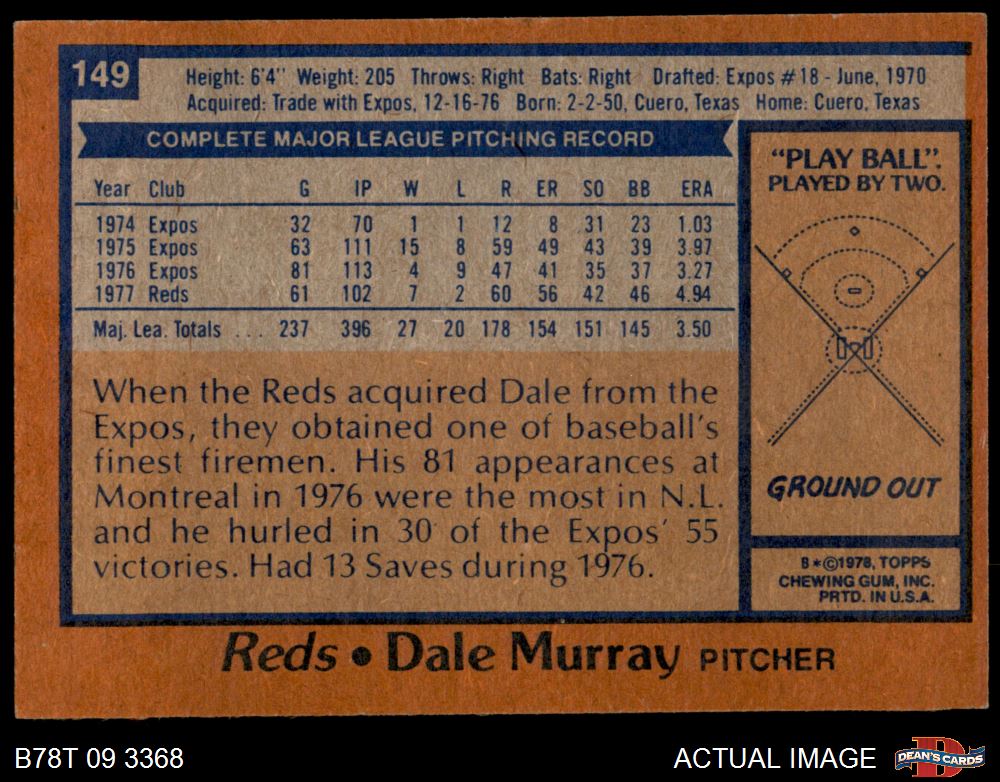 149
Height: 6'4" Weight: 205 Throws: Right Bats: Right Drafted: Expos #18 - June, 1970
Acquired: Trade with Expos, 12-16-76 Born: 2-2-50, Cuero, Texas Home: Cuero, Texas
COMPLETE MAJOR LEAGUE PITCHING RECORD
Year Club G IP W L R ER SO BB ERA
1974 Expos 32 70 1 1 12 8 31 23 1.03
1975 Expos 63 111 15 8 59 49 43 39 3.97
1976 Expos 81 113 4 9 47 41 35 37 3.27
1977 Reds 61 102 7 2 60 56 42 46 4.94
Maj. Lea. Totals ... 237 396 27 20 178 154 151 145 3.50
When the Reds acquired Dale from the
Expos, they obtained one of baseball's
finest firemen. His 81 appearances at
Montreal in 1976 were the most in N.L.
and he hurled in 30 of the Expos' 55
victories. Had 13 Saves during 1976.
"PLAY BALL".
PLAYED BY TWO.
GROUND OUT
B*©1978, TOPPS
CHEWING GUM, INC.
PRTD. IN U.S.A.
Reds • Dale Murray PITCHER
B78T 09 3368
ACTUAL IMAGE
D
DEAN'S CARDS